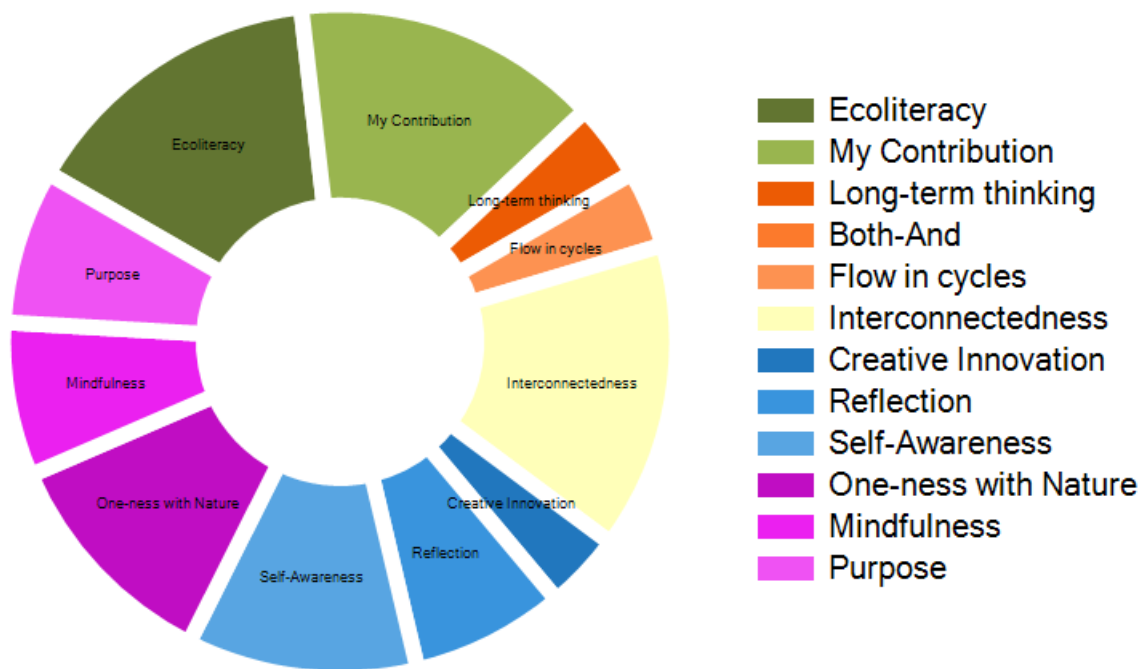 My Contribution
Ecoliteracy
Long-term thinking
Flow in cycles
Purpose
Mindfulness
Interconnectedness
One-ness with Nature
Creative Innovation
Reflection
Self-Awareness
Ecoliteracy
My Contribution
Long-term thinking
Both-And
Flow in cycles
Interconnectedness
Creative Innovation
Reflection
Self-Awareness
One-ness with Nature
Mindfulness
Purpose